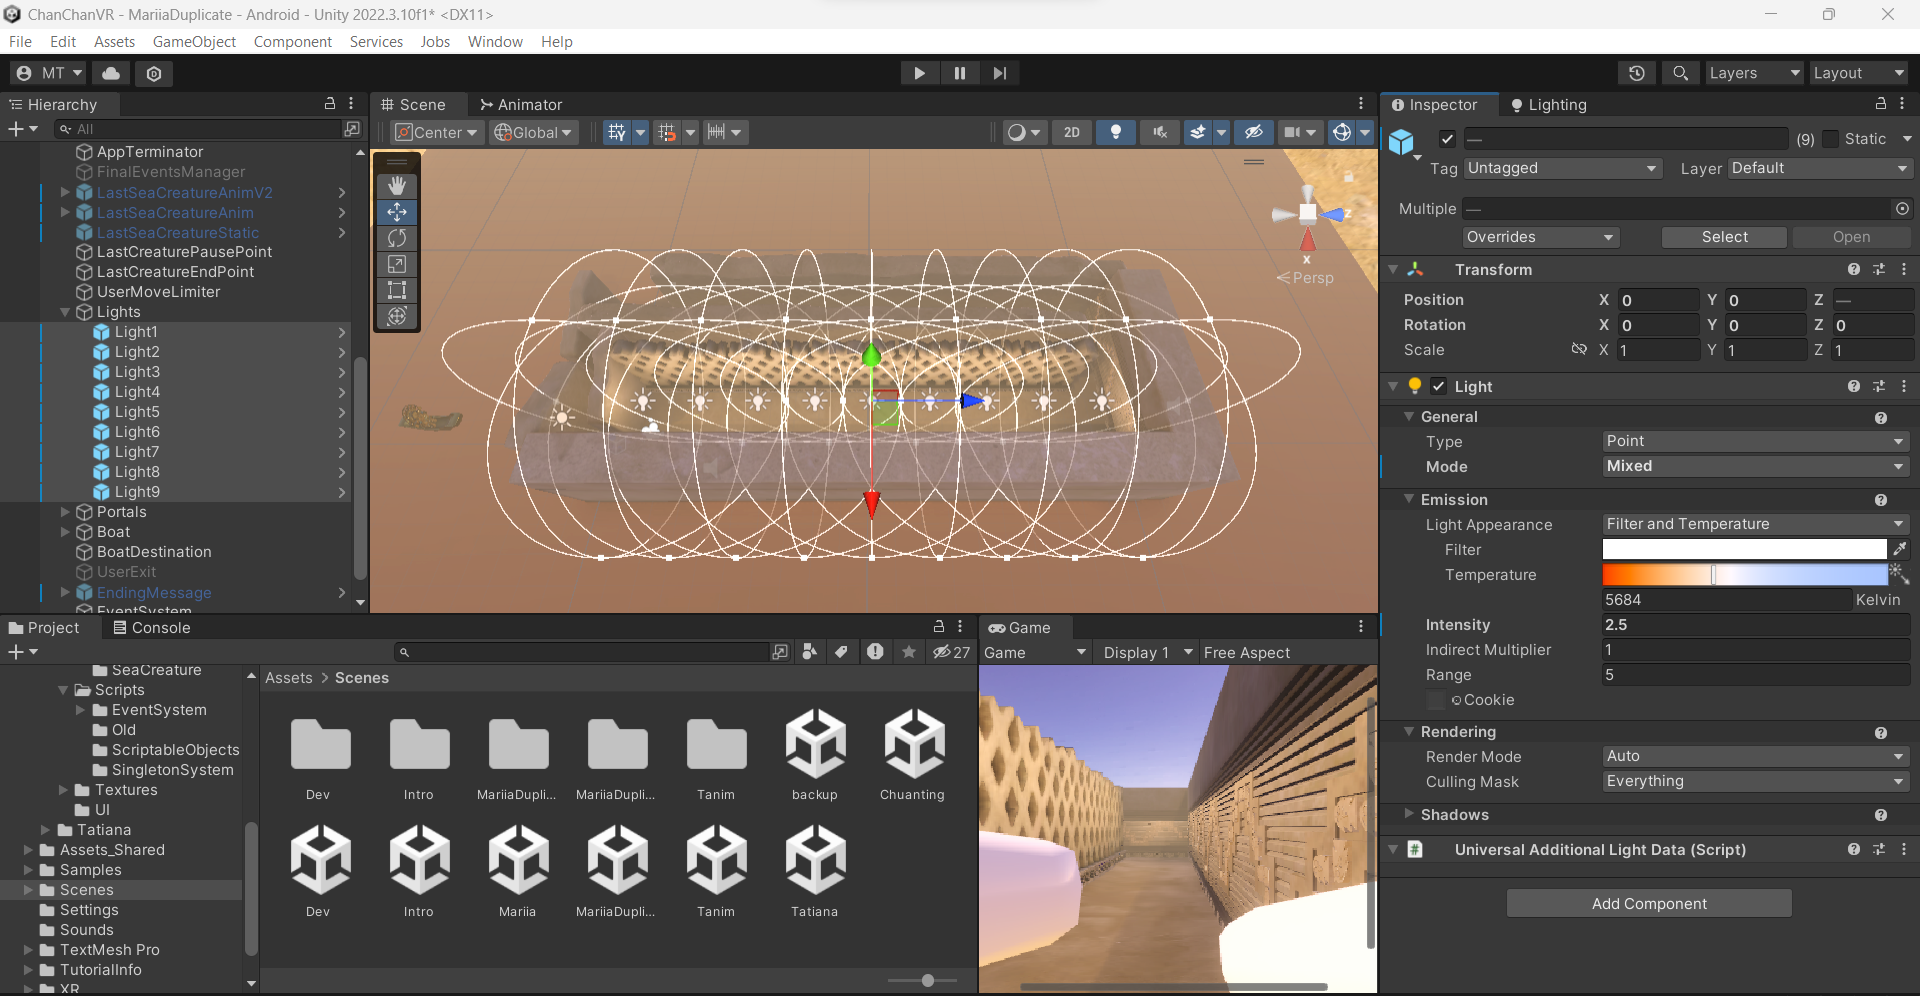 ChanChanVR - MariiaDuplicate - Android - Unity 2022.3.10f1* <DX11>
File Edit Assets GameObject Component Services Jobs Window Help
MT
Layers Layout
Hierarchy
All
AppTerminator
FinalEventsManager
LastSeaCreatureAnimV2
LastSeaCreatureAnim
LastSeaCreatureStatic
LastCreaturePausePoint
LastCreatureEndPoint
UserMoveLimiter
Lights
Light1
Light2
Light3
Light4
Light5
Light6
Light7
Light8
Light9
Portals
Boat
BoatDestination
UserExit
EndingMessage
EventSystem
Scene Animator
Center Global
2D
z
x
Persp
Inspector Lighting
— (9) Static
Tag Untagged Layer Default
Multiple —
Overrides Select Open
Transform
Position X 0 Y 0 Z —
Rotation X 0 Y 0 Z 0
Scale X 1 Y 1 Z 1
Light
General
Type Point
Mode Mixed
Emission
Light Appearance Filter and Temperature
Filter
Temperature
5684 Kelvin
Intensity 2.5
Indirect Multiplier 1
Range 5
Cookie
Rendering
Render Mode Auto
Culling Mask Everything
Shadows
# Universal Additional Light Data (Script)
Add Component
Project Console
27
SeaCreature
Scripts
EventSystem
Old
ScriptableObjects
SingletonSystem
Textures
UI
Tatiana
Assets_Shared
Samples
Scenes
Settings
Sounds
TextMesh Pro
TutorialInfo
XR
Assets > Scenes
Dev Intro MariiaDupli... MariiaDupli... Tanim backup Chuanting
Dev Intro Mariia MariiaDupli... Tanim Tatiana
Game
Game Display 1 Free Aspect